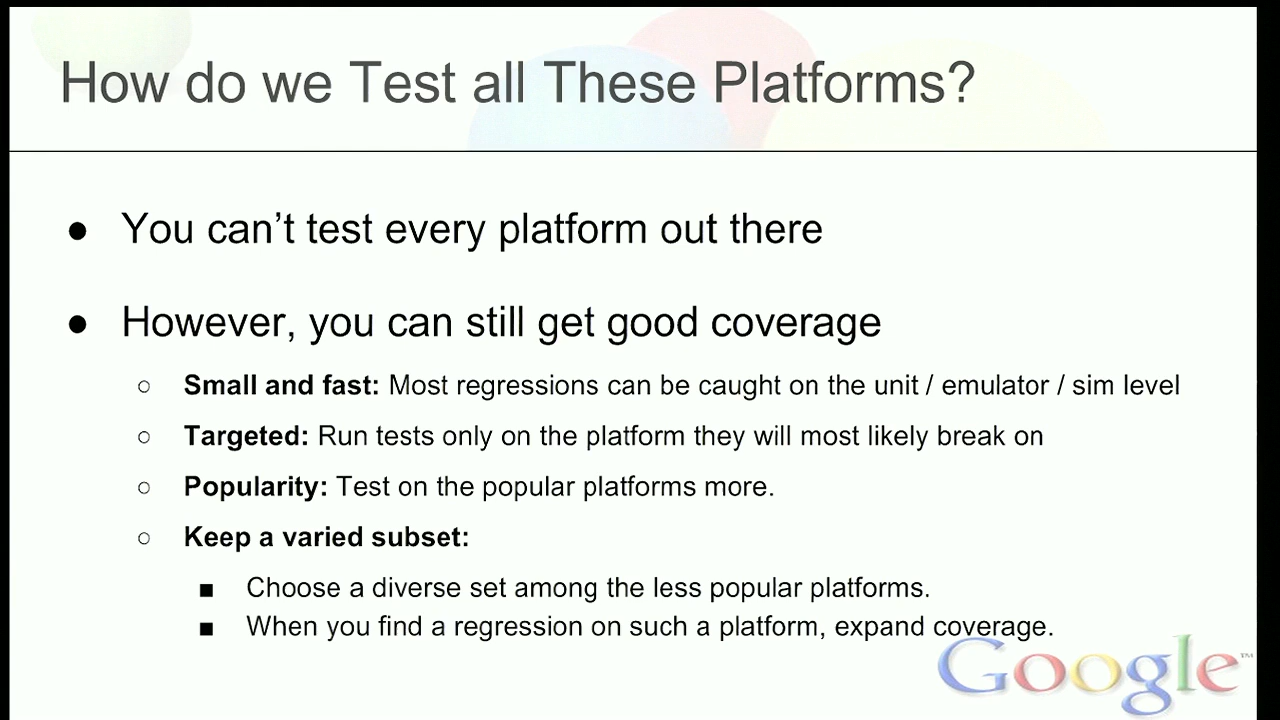 How do we Test all These Platforms?
● You can’t test every platform out there
● However, you can still get good coverage
○ Small and fast: Most regressions can be caught on the unit / emulator / sim level
○ Targeted: Run tests only on the platform they will most likely break on
○ Popularity: Test on the popular platforms more.
○ Keep a varied subset:
■ Choose a diverse set among the less popular platforms.
■ When you find a regression on such a platform, expand coverage.
Google™